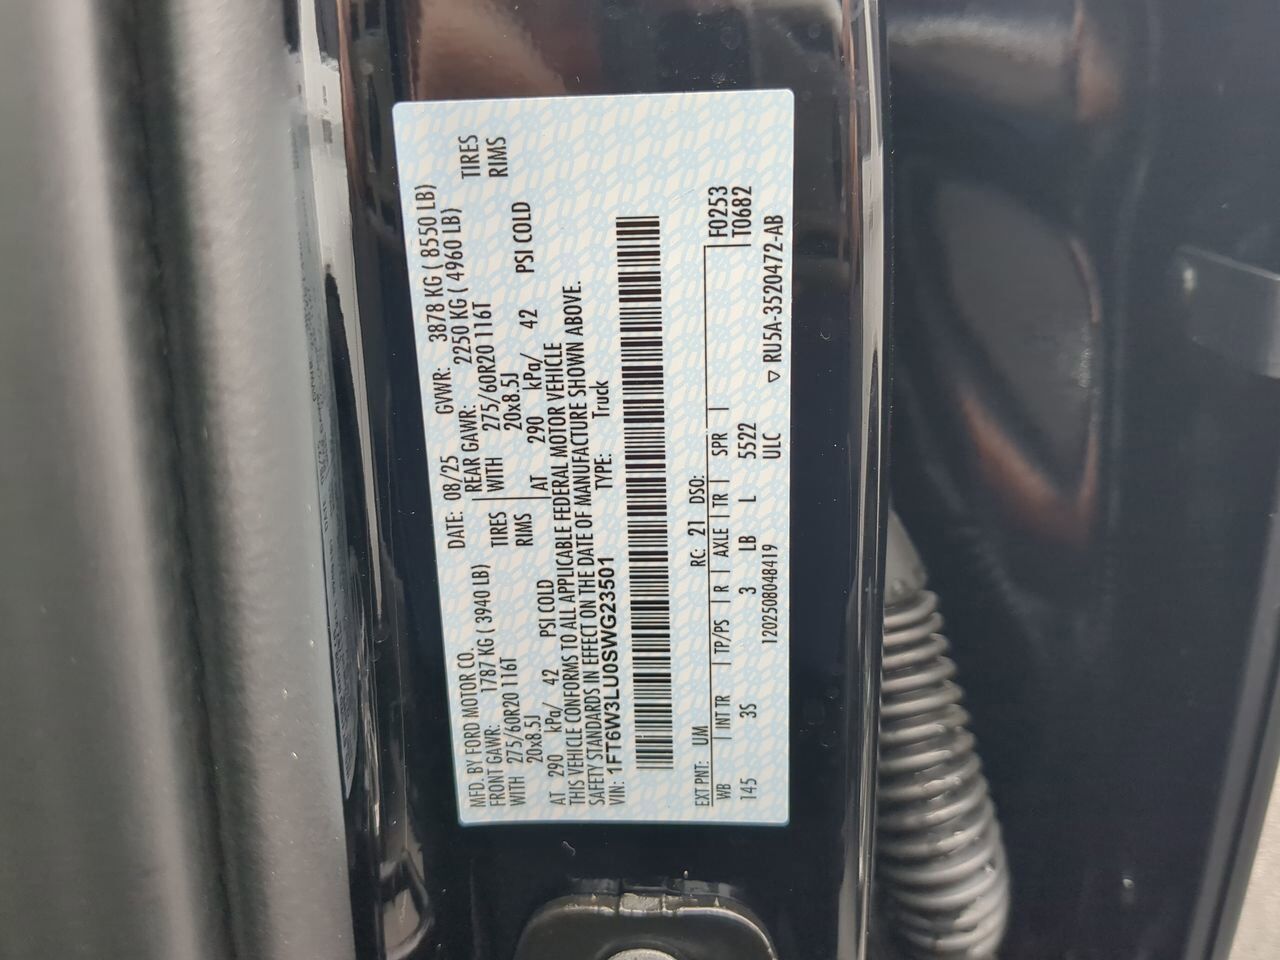 MFD. BY FORD MOTOR CO. DATE: 08/25 GVWR: 3878 KG ( 8550 LB)
FRONT GAWR: 1787 KG ( 3940 LB) REAR GAWR: 2250 KG ( 4960 LB)
WITH 275/60R20 116T TIRES WITH 275/60R20 116T TIRES
20x8.5J RIMS 20x8.5J RIMS
AT 290 kPa/ 42 PSI COLD AT 290 kPa/ 42 PSI COLD
THIS VEHICLE CONFORMS TO ALL APPLICABLE FEDERAL MOTOR VEHICLE
SAFETY STANDARDS IN EFFECT ON THE DATE OF MANUFACTURE SHOWN ABOVE.
VIN: 1FT6W3LU0SWG23501 TYPE: Truck
EXT PNT: UM RC: 21 DSO: F0253
WB INT TR TP/PS R AXLE TR SPR T0682
145 3S 3 LB L 5522
120250804841​9 ULC ▽ RU5A-3520472-AB